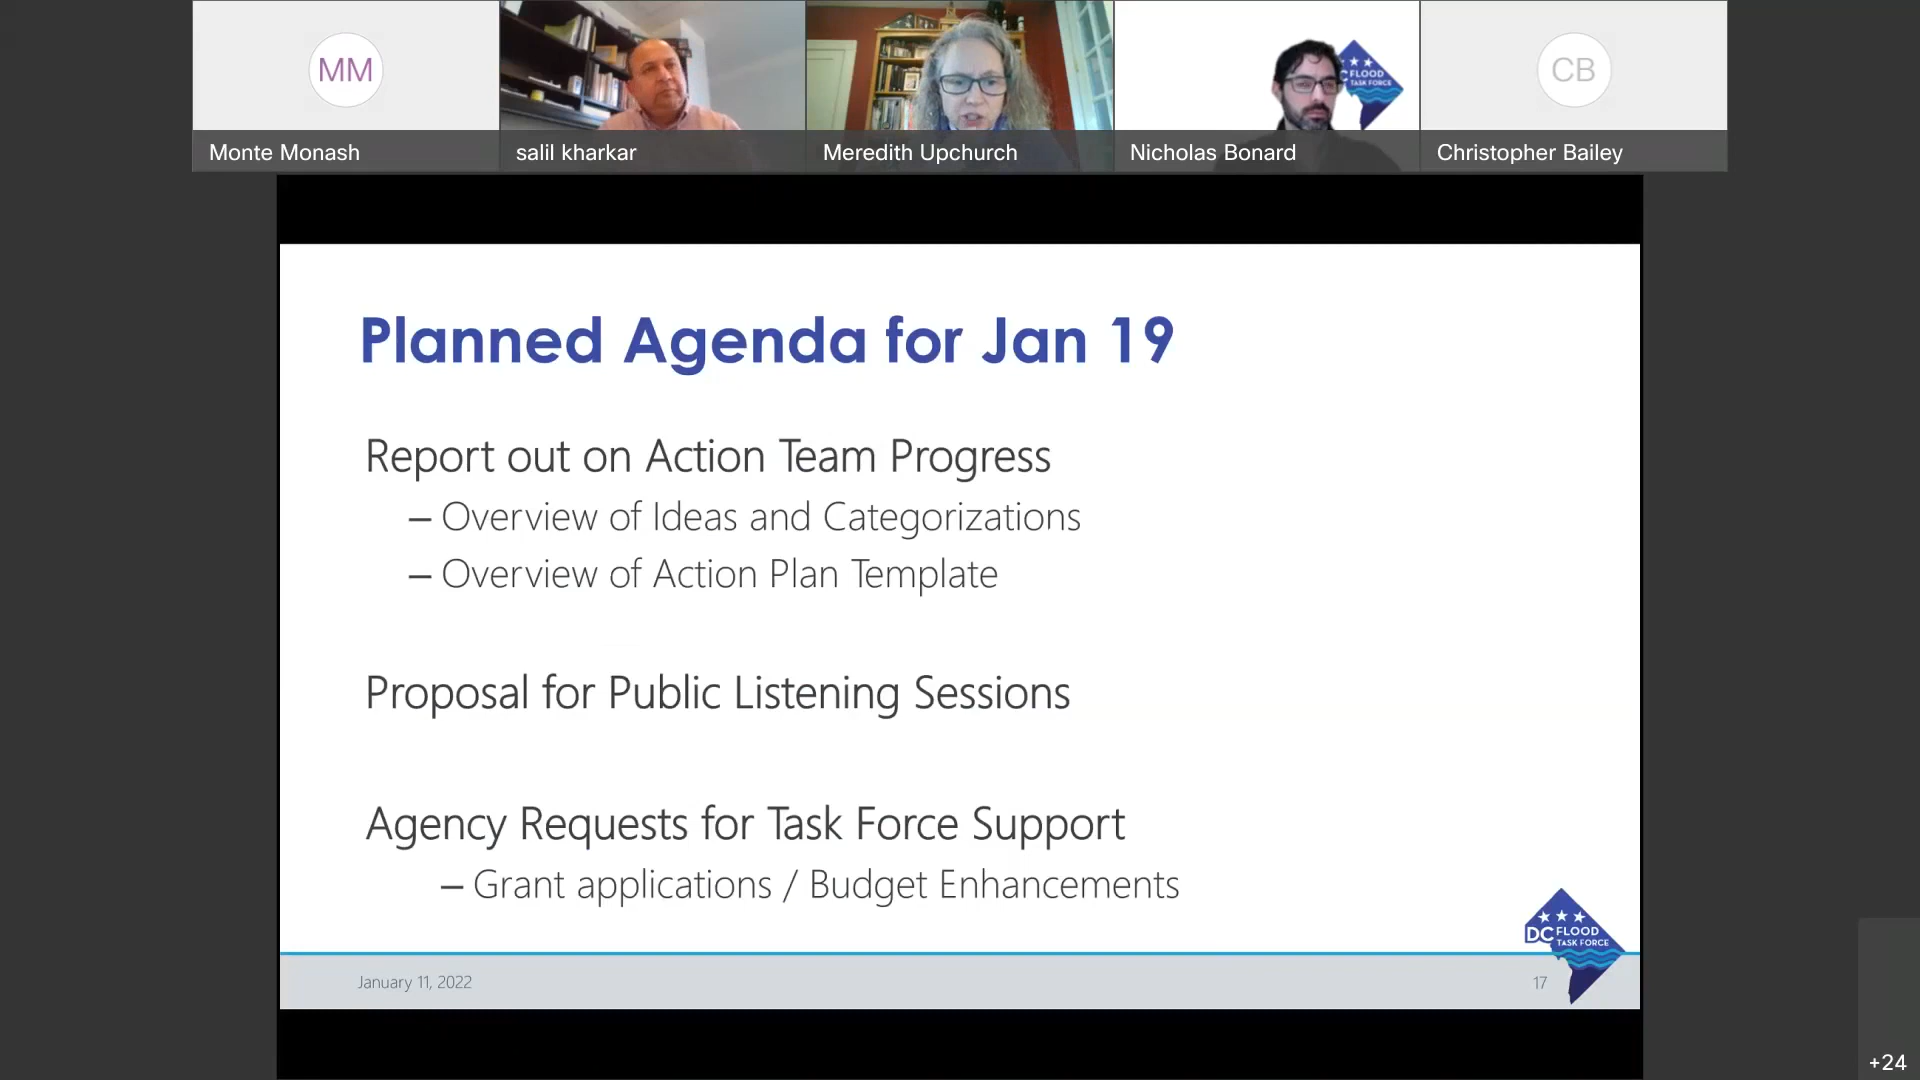 MM
CB
FLOOD
TASK FORCE
Monte Monash
salil kharkar
Meredith Upchurch
Nicholas Bonard
Christopher Bailey
Planned Agenda for Jan 19
Report out on Action Team Progress
– Overview of Ideas and Categorizations
– Overview of Action Plan Template
Proposal for Public Listening Sessions
Agency Requests for Task Force Support
– Grant applications / Budget Enhancements
DC FLOOD
TASK FORCE
January 11, 2022
17
+24